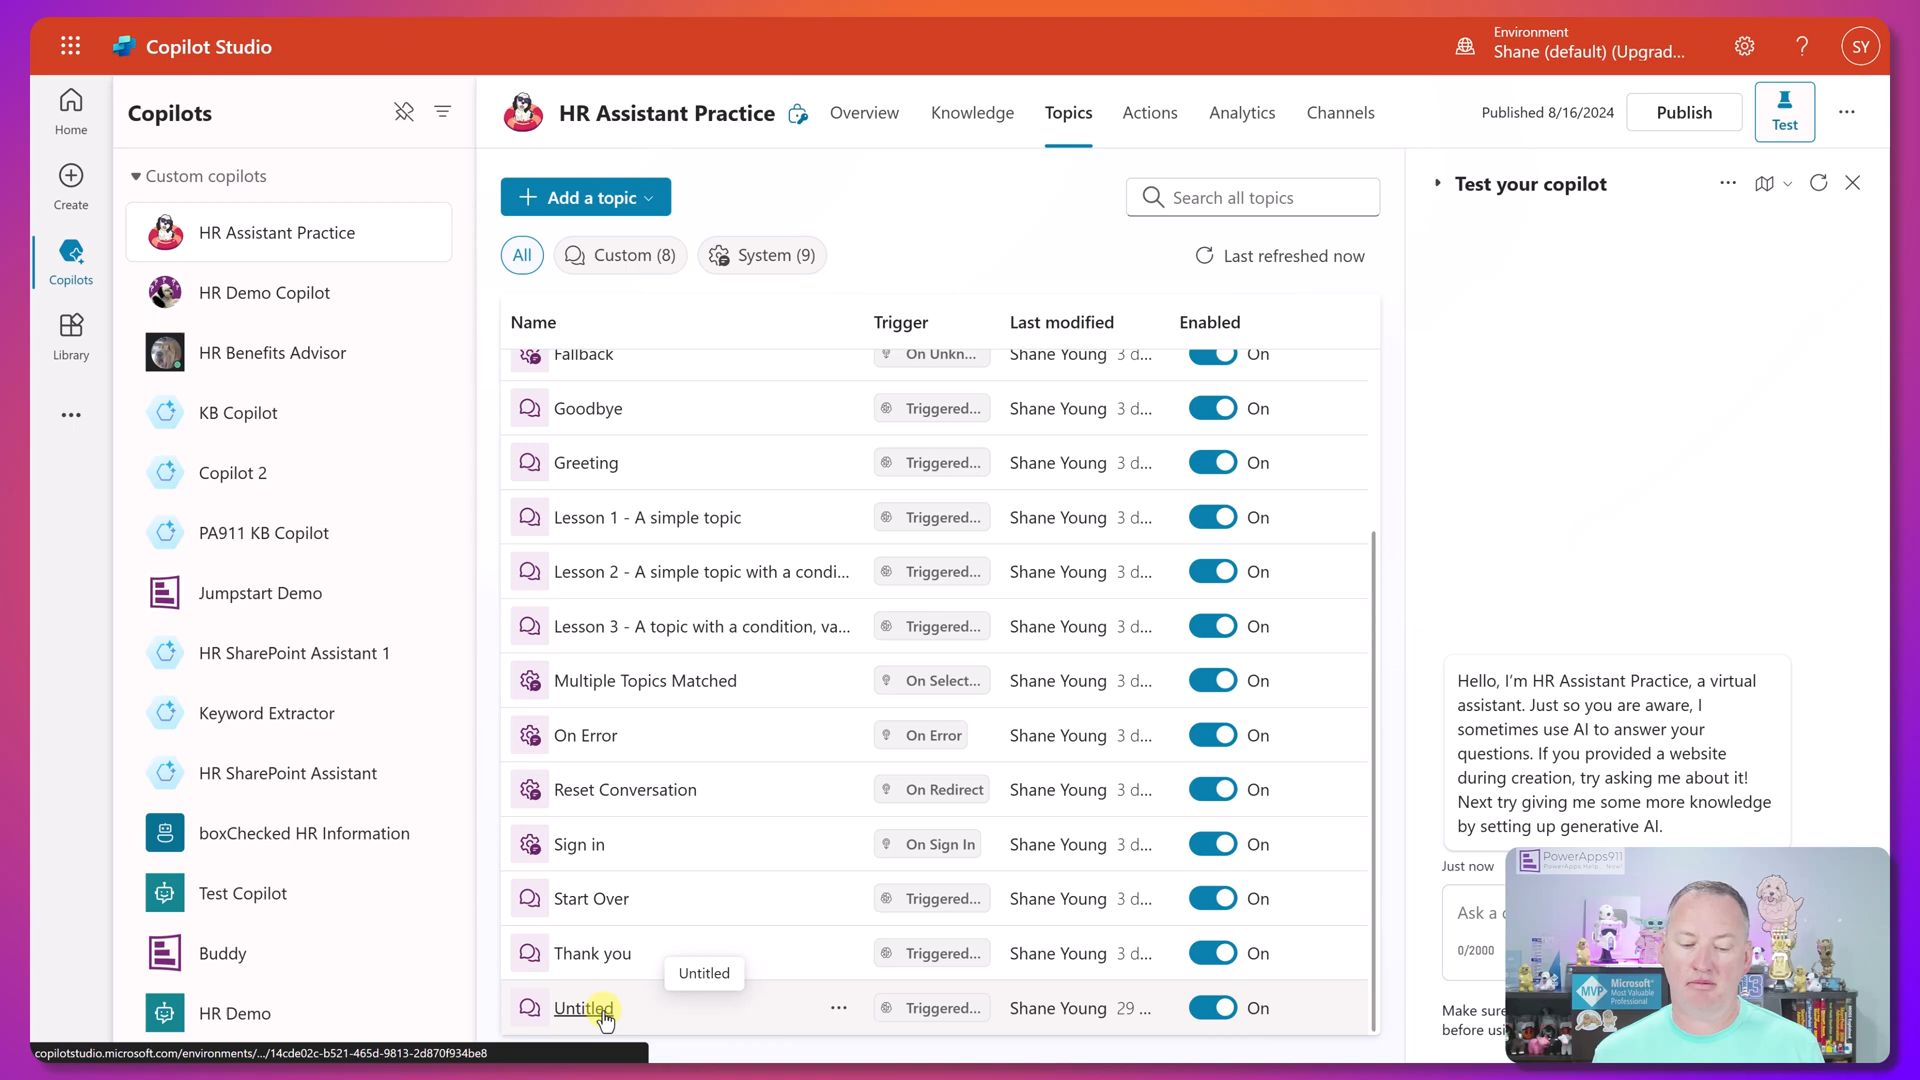 Copilot Studio
Environment
Shane (default) (Upgrad...
?
SY
Home
Create
Copilots
Library
Copilots
Custom copilots
HR Assistant Practice
HR Demo Copilot
HR Benefits Advisor
KB Copilot
Copilot 2
PA911 KB Copilot
Jumpstart Demo
HR SharePoint Assistant 1
Keyword Extractor
HR SharePoint Assistant
boxChecked HR Information
Test Copilot
Buddy
HR Demo
copilotstudio.microsoft.com/environments/.../14cde02c-b521-465d-9813-2d870f934be8
HR Assistant Practice
Overview Knowledge Topics Actions Analytics Channels
Published 8/16/2024
Publish
Test
+ Add a topic
Search all topics
All
Custom (8)
System (9)
Last refreshed now
Name Trigger Last modified Enabled
Fallback On Unkn... Shane Young 3 d... On
Goodbye Triggered... Shane Young 3 d... On
Greeting Triggered... Shane Young 3 d... On
Lesson 1 - A simple topic Triggered... Shane Young 3 d... On
Lesson 2 - A simple topic with a condi... Triggered... Shane Young 3 d... On
Lesson 3 - A topic with a condition, va... Triggered... Shane Young 3 d... On
Multiple Topics Matched On Select... Shane Young 3 d... On
On Error On Error Shane Young 3 d... On
Reset Conversation On Redirect Shane Young 3 d... On
Sign in On Sign In Shane Young 3 d... On
Start Over Triggered... Shane Young 3 d... On
Thank you Triggered... Shane Young 3 d... On
Untitled
Untitled ... Triggered... Shane Young 29 ... On
Test your copilot
Hello, I'm HR Assistant Practice, a virtual
assistant. Just so you are aware, I
sometimes use AI to answer your
questions. If you provided a website
during creation, try asking me about it!
Next try giving me some more knowledge
by setting up generative AI.
Just now
Ask a
0/2000
Make sure
before
PowerApps911
PowerApps Help... Now!
MVP
Microsoft
Most Valuable
Professional